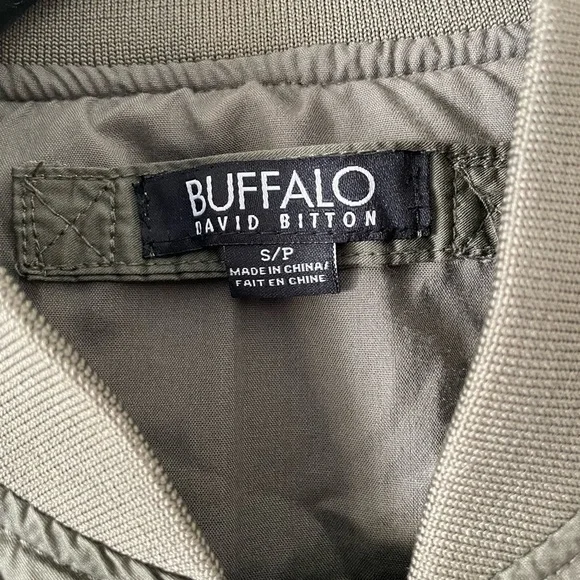 BUFFALO
DAVID BITTON
S/P
MADE IN CHINA/
FAIT EN CHINE